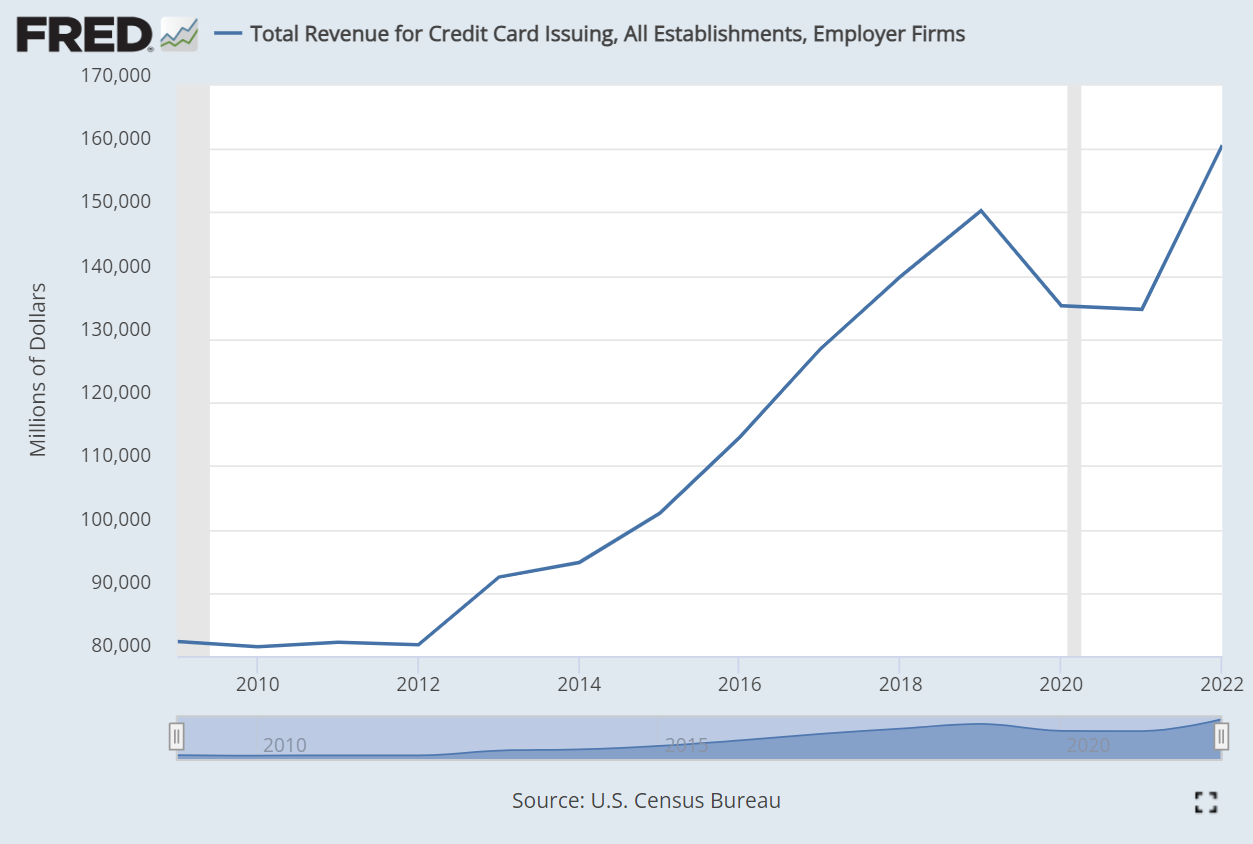 FRED
Total Revenue for Credit Card Issuing, All Establishments, Employer Firms
170,000
160,000
150,000
140,000
130,000
120,000
110,000
100,000
90,000
80,000
Millions of Dollars
2010 2012 2014 2016 2018 2020 2022
2010 2015 2020
Source: U.S. Census Bureau